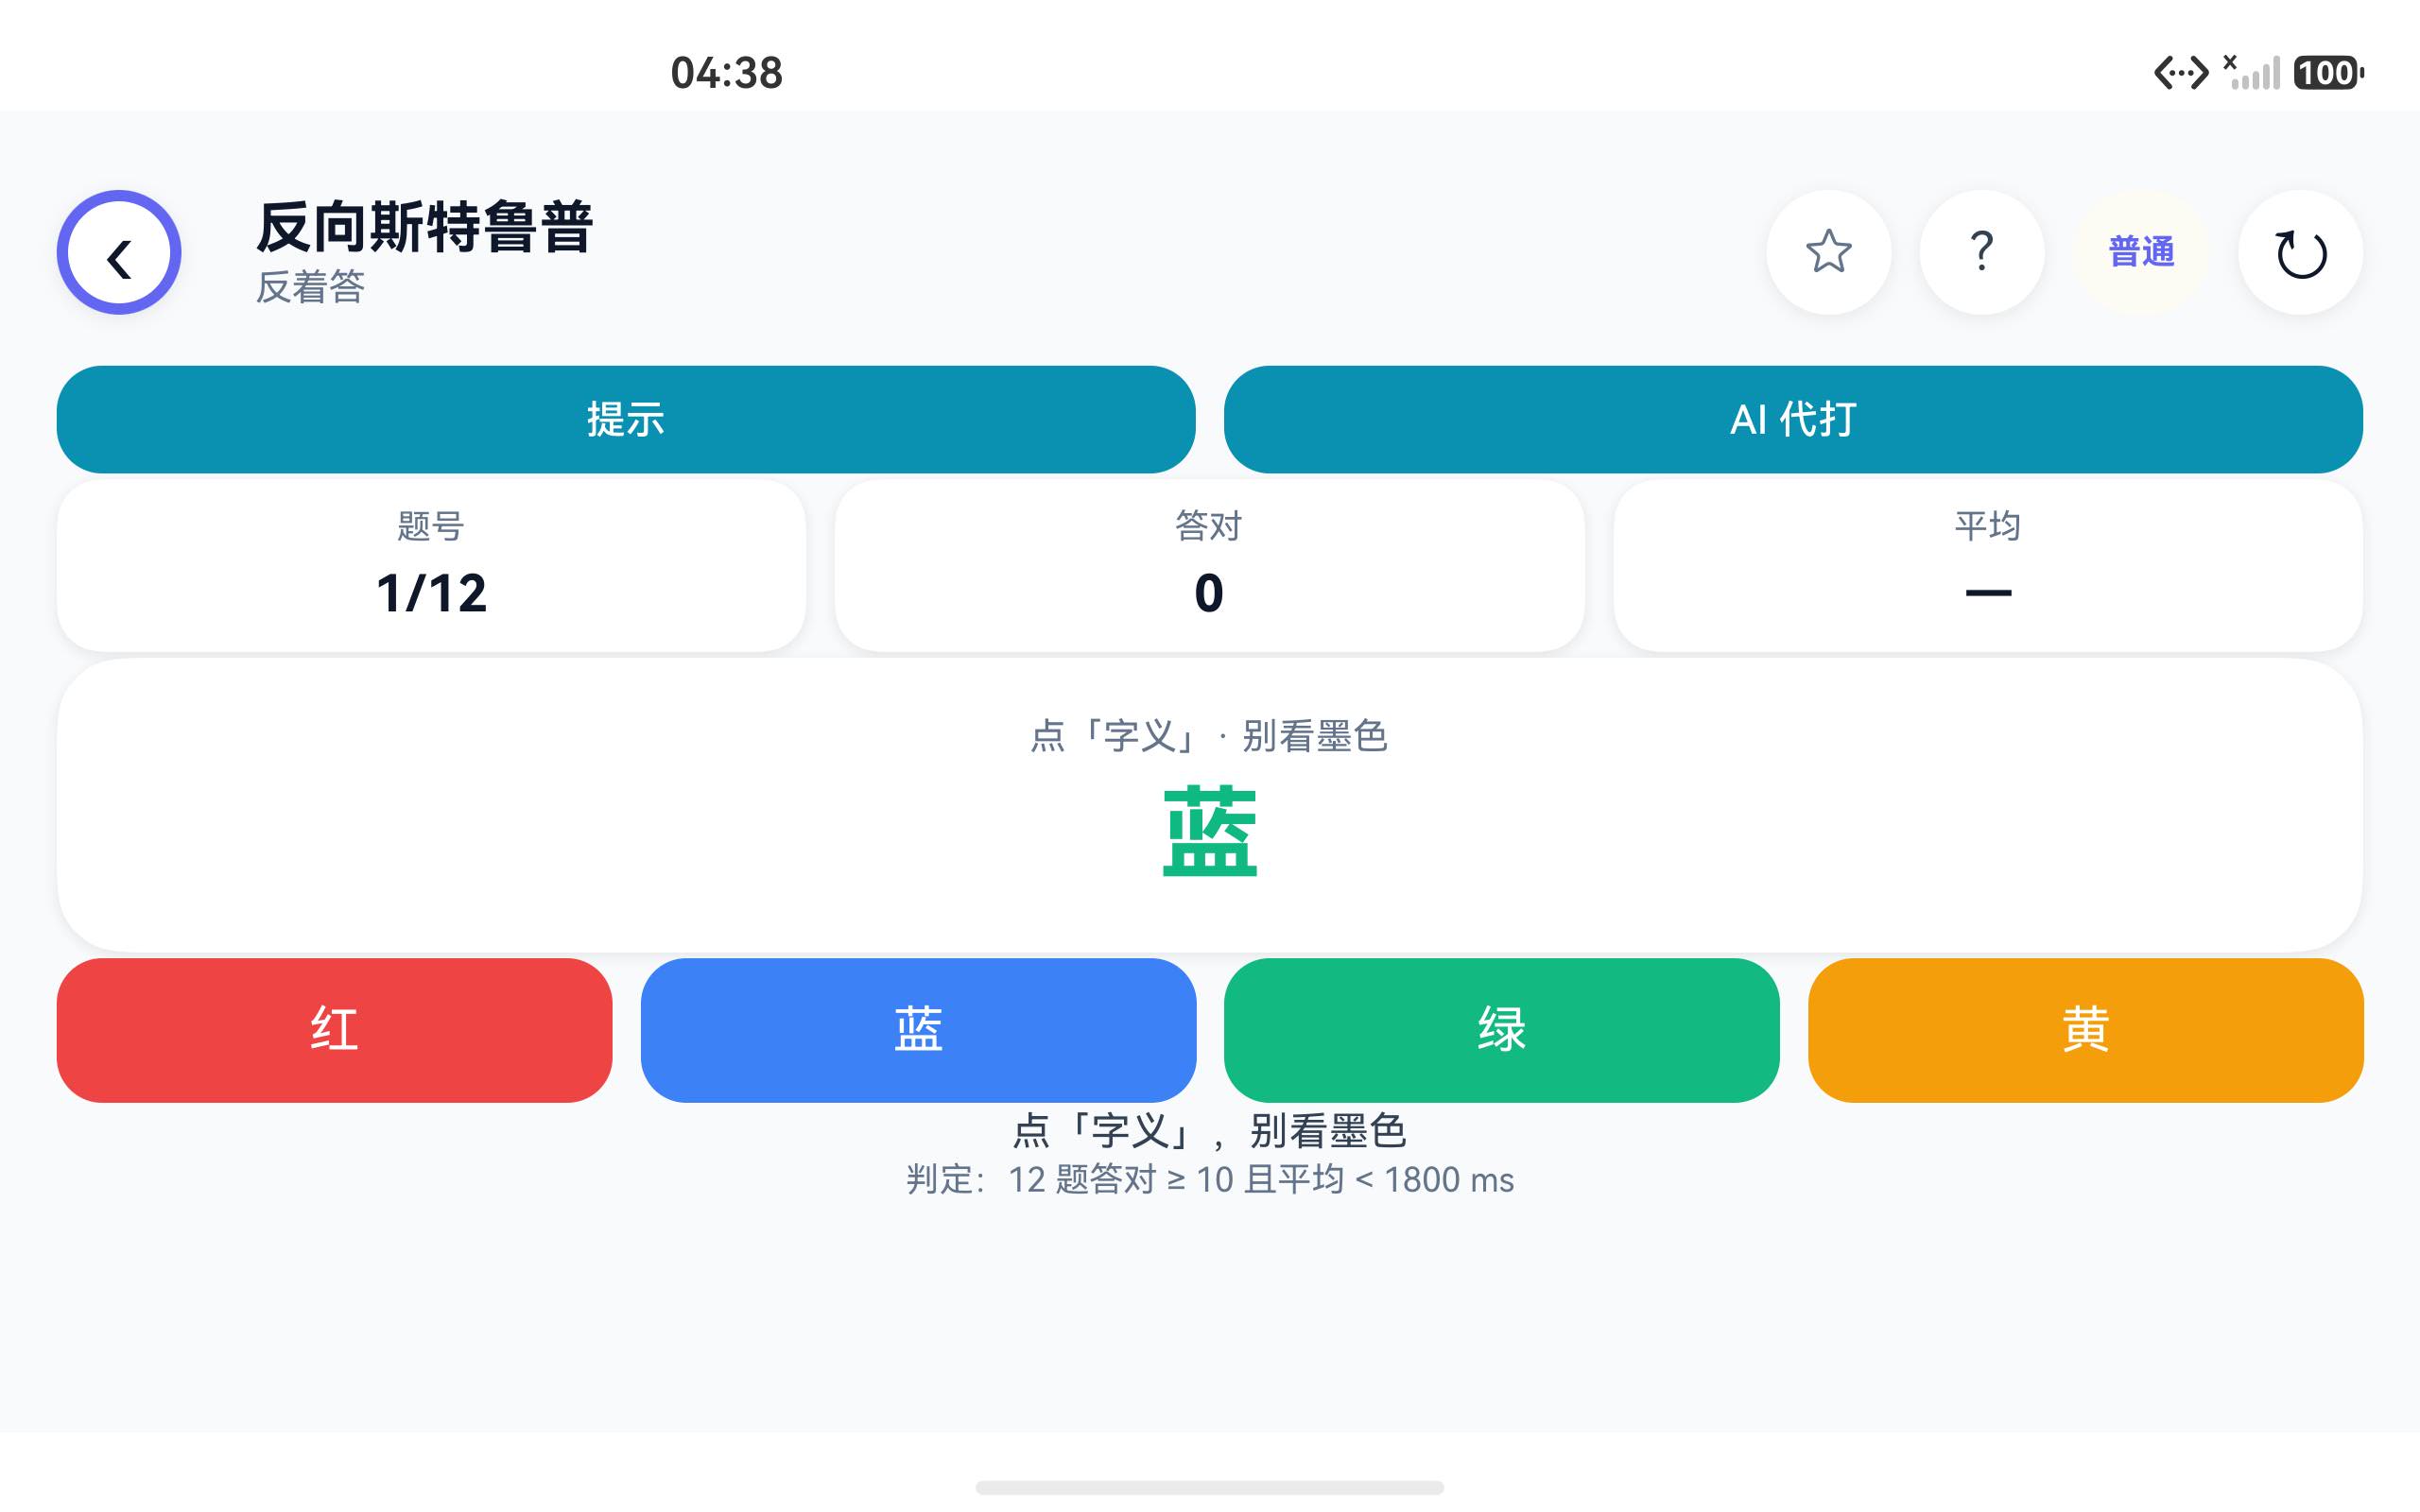 04:38
100
反向斯特鲁普
反着答
?
普通
提示
AI 代打
题号
1/12
答对
0
平均
—
点「字义」· 别看墨色
蓝
红
蓝
绿
黄
点「字义」，别看墨色
判定： 12 题答对 ≥ 10 且平均 < 1800 ms